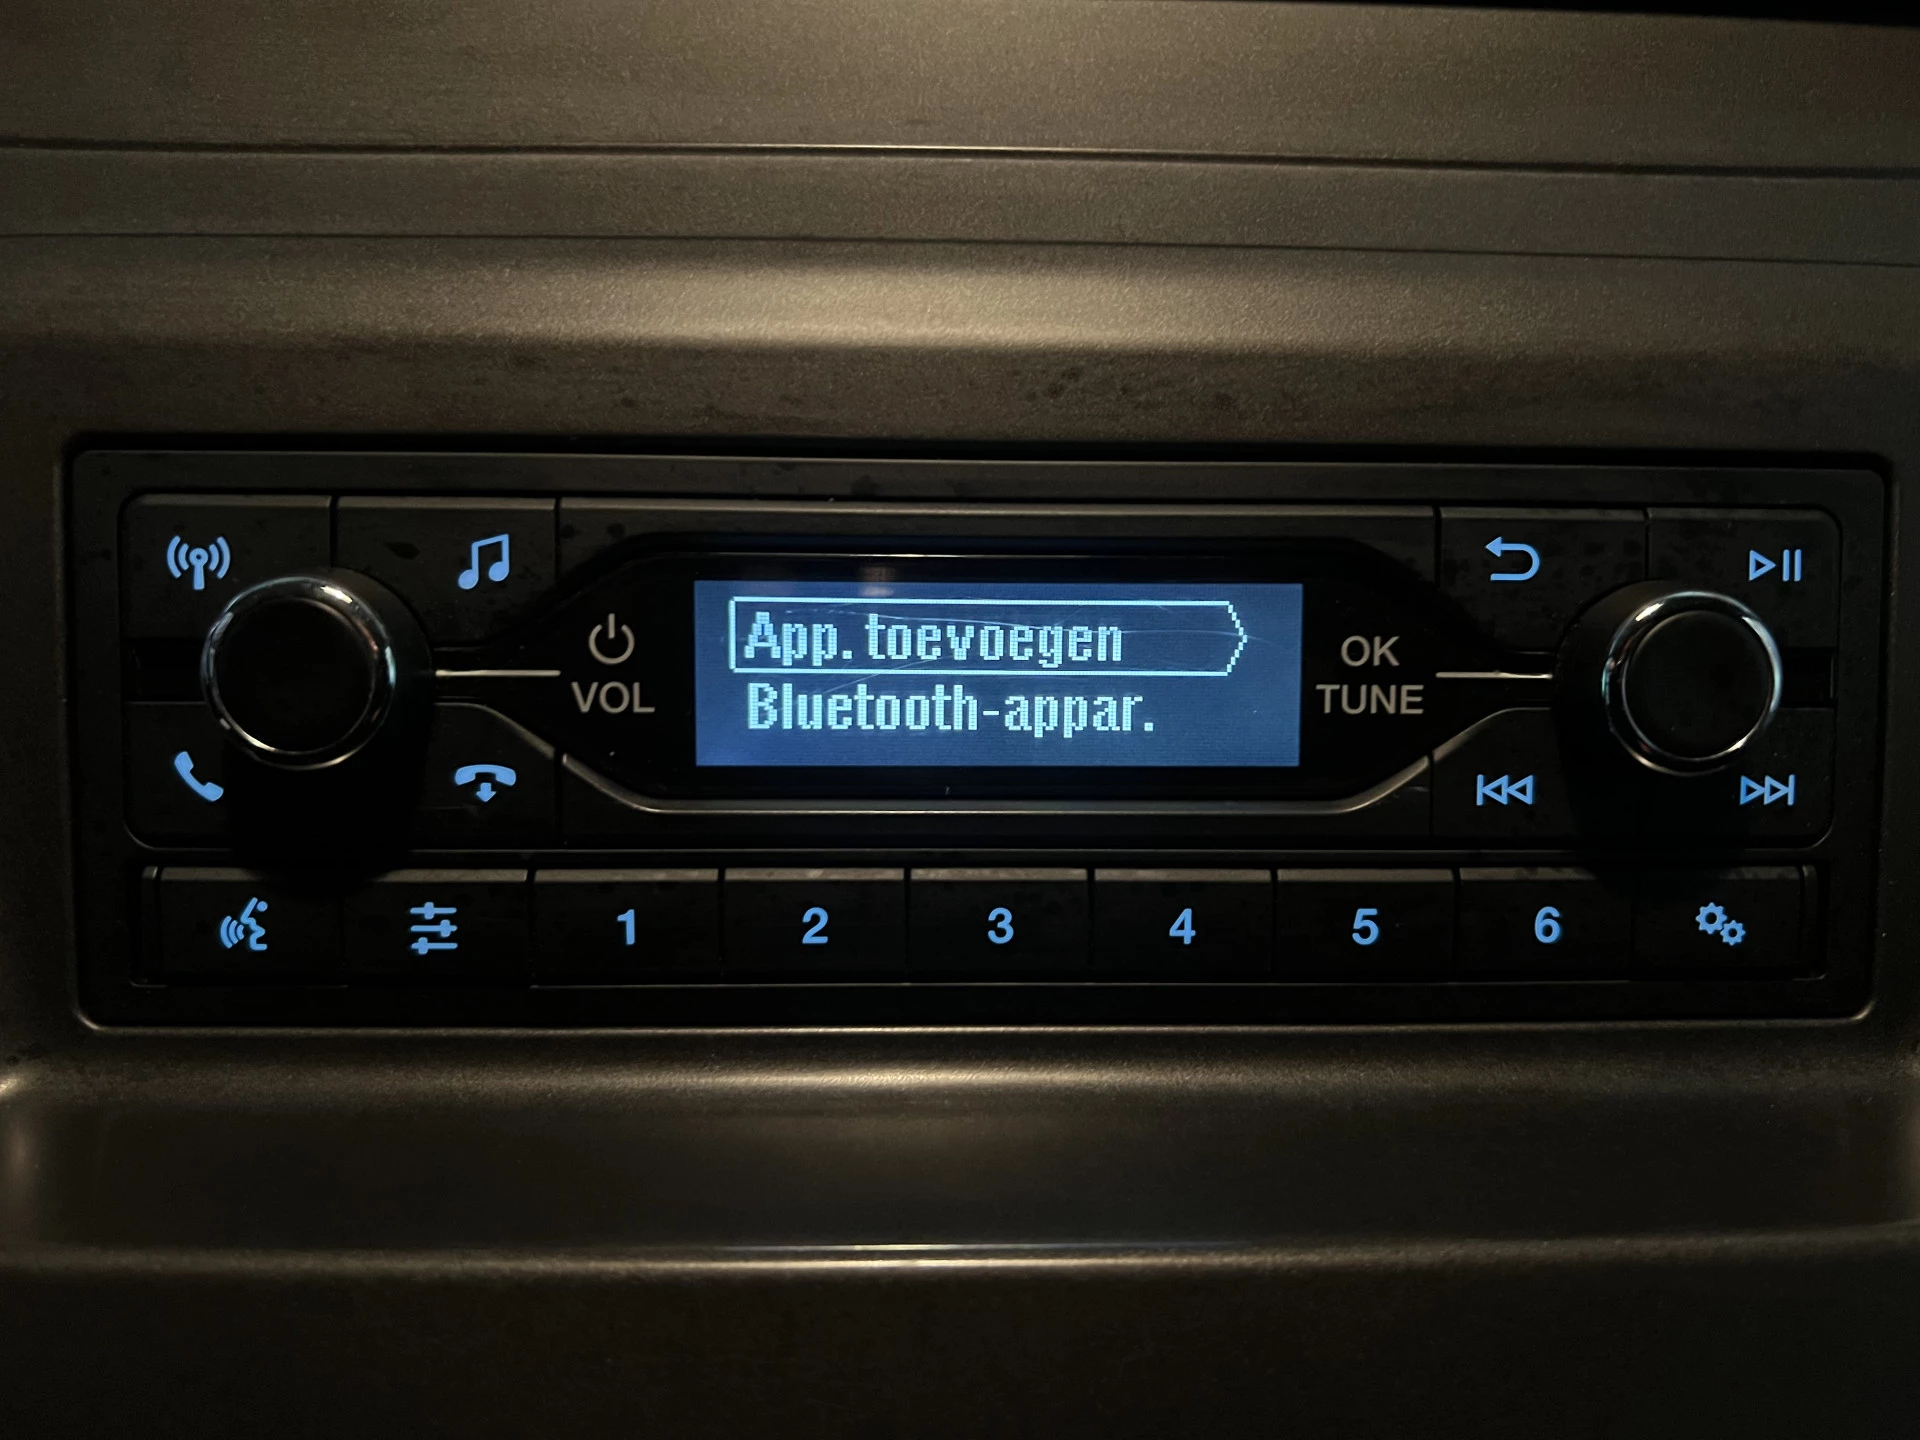 App. toevoegen
Bluetooth-appar.
VOL
OK
TUNE
1 2 3 4 5 6